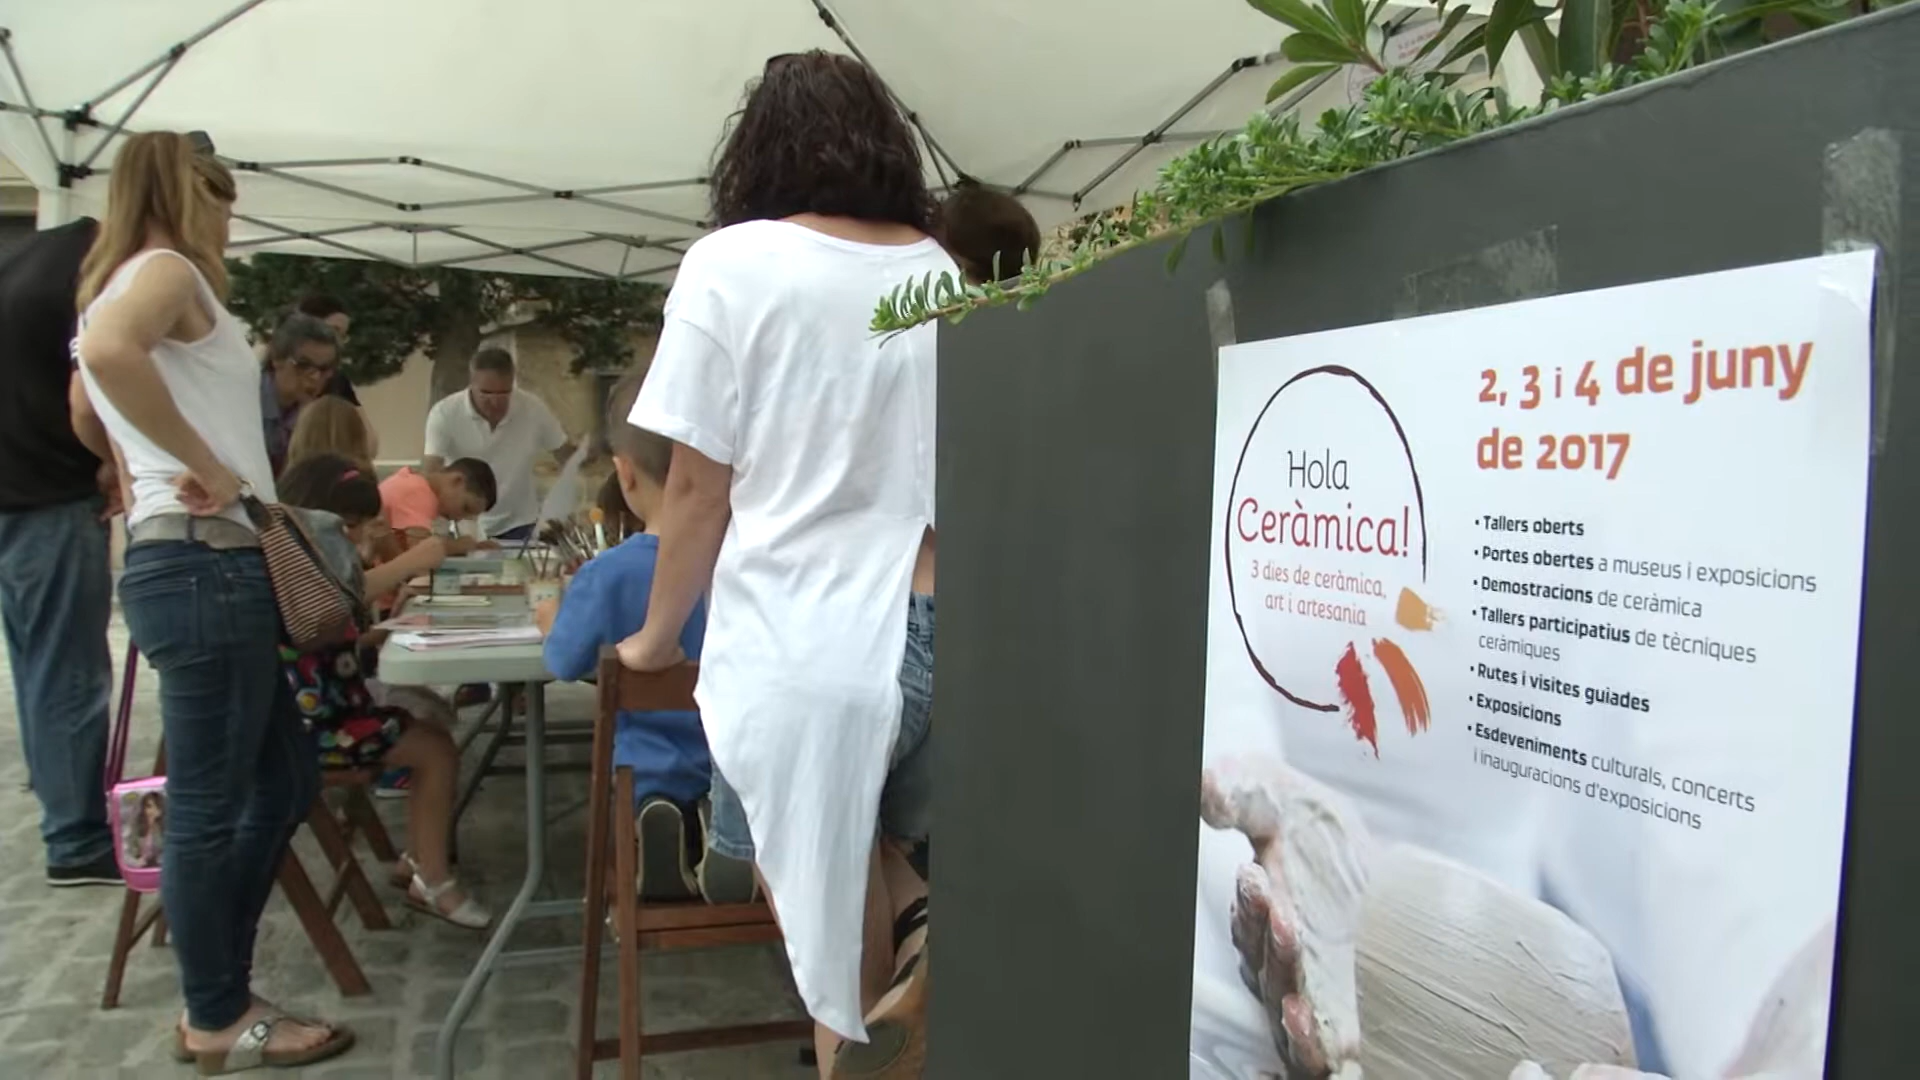 Hola
Ceràmica!
3 dies de ceràmica,
art i artesania
2, 3 i 4 de juny
de 2017
• Tallers oberts
• Portes obertes a museus i exposicions
• Demostracions de ceràmica
• Tallers participatius de tècniques
ceràmiques
• Rutes i visites guiades
• Exposicions
• Esdeveniments culturals, concerts
i inauguracions d'exposicions